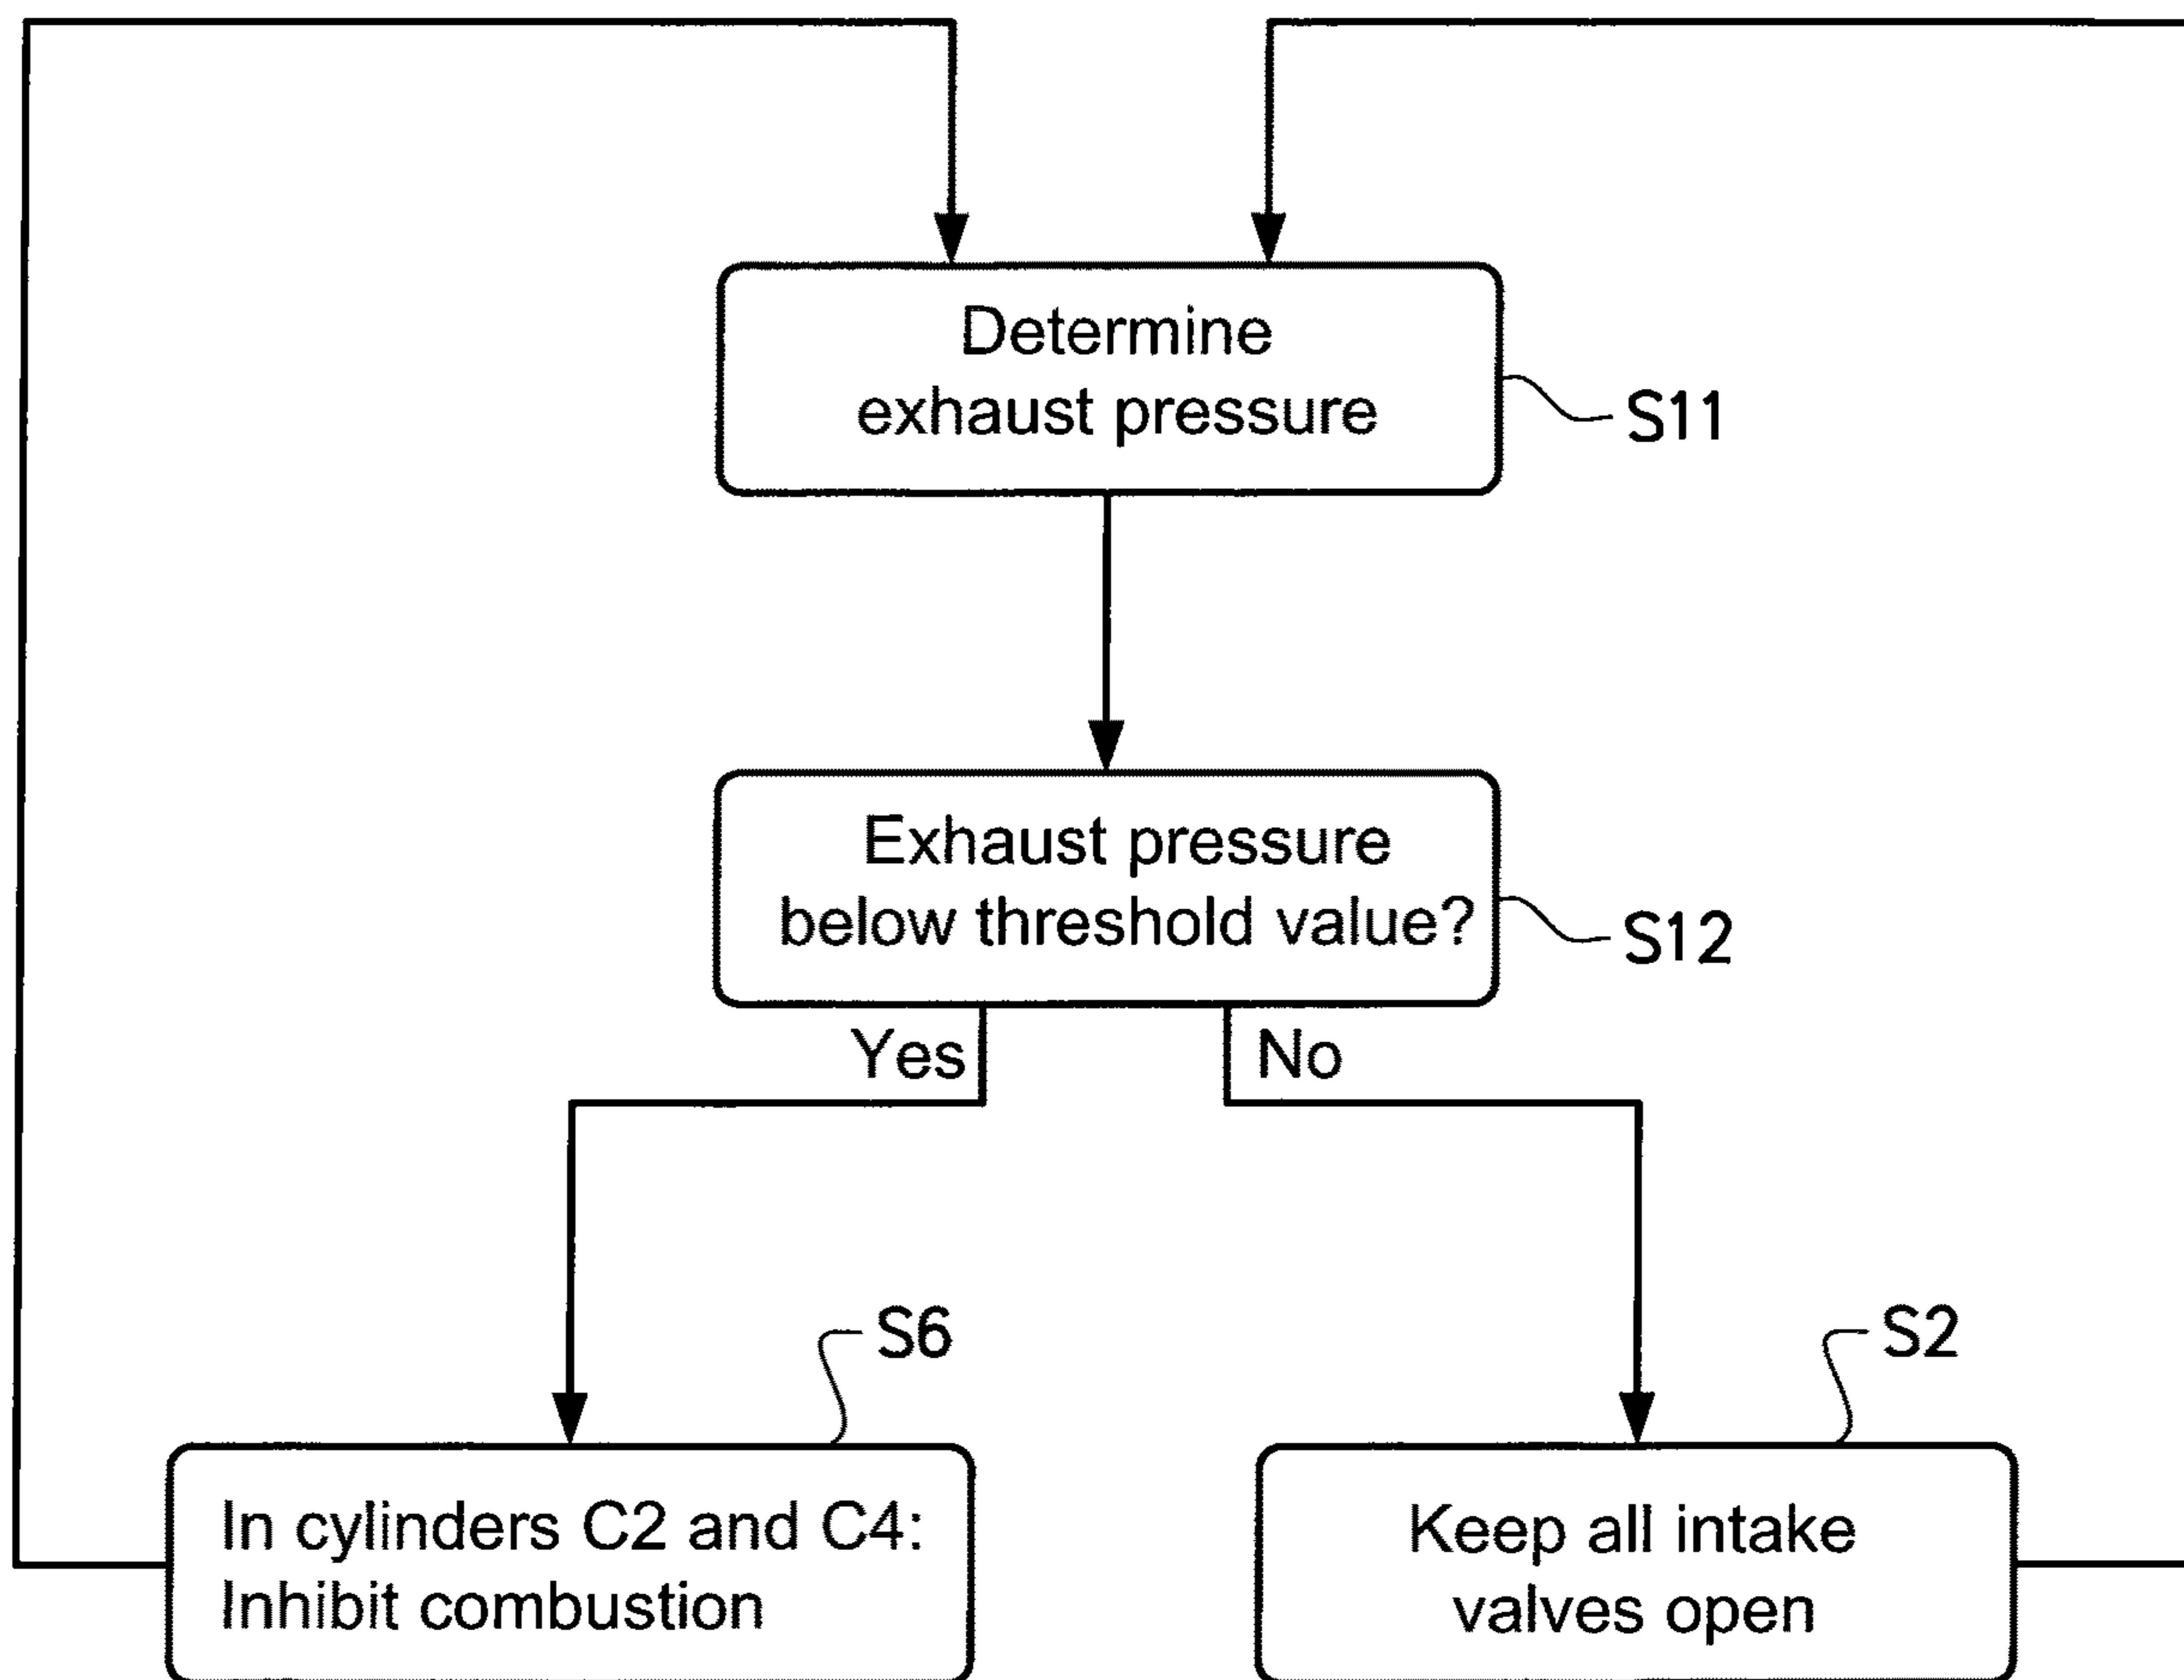 Determine
exhaust pressure
S11
Exhaust pressure
below threshold value?
S12
Yes
No
S6
S2
In cylinders C2 and C4:
Inhibit combustion
Keep all intake
valves open